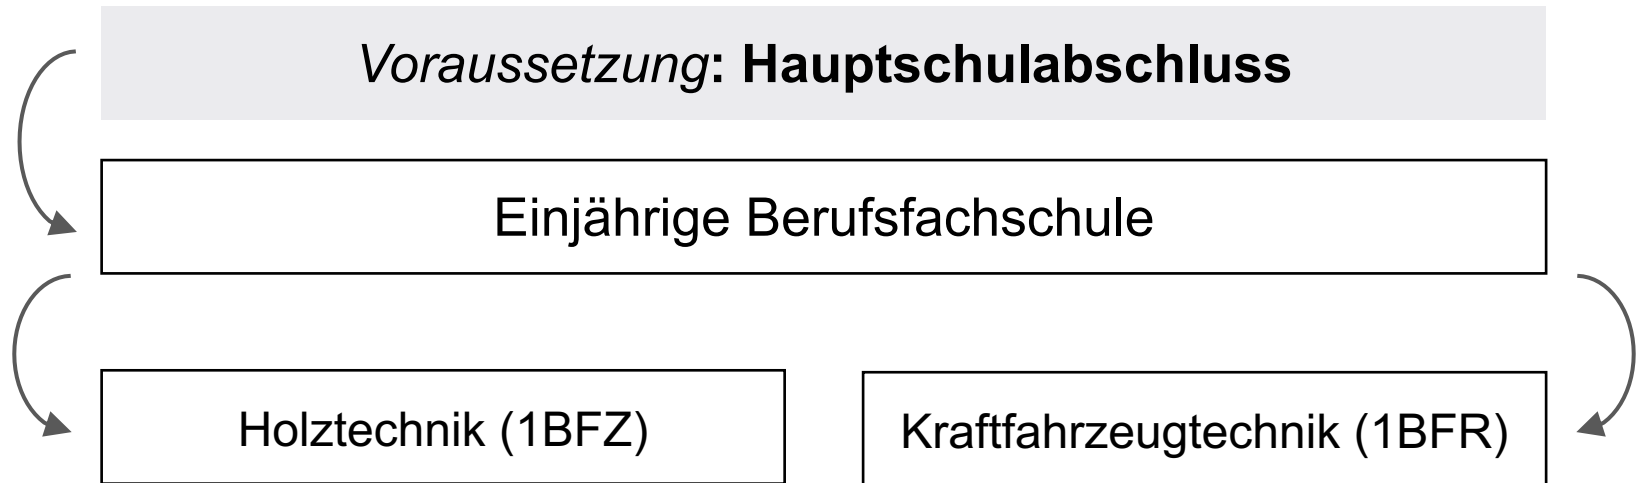 Voraussetzung: Hauptschulabschluss
Einjährige Berufsfachschule
Holztechnik (1BFZ)
Kraftfahrzeugtechnik (1BFR)